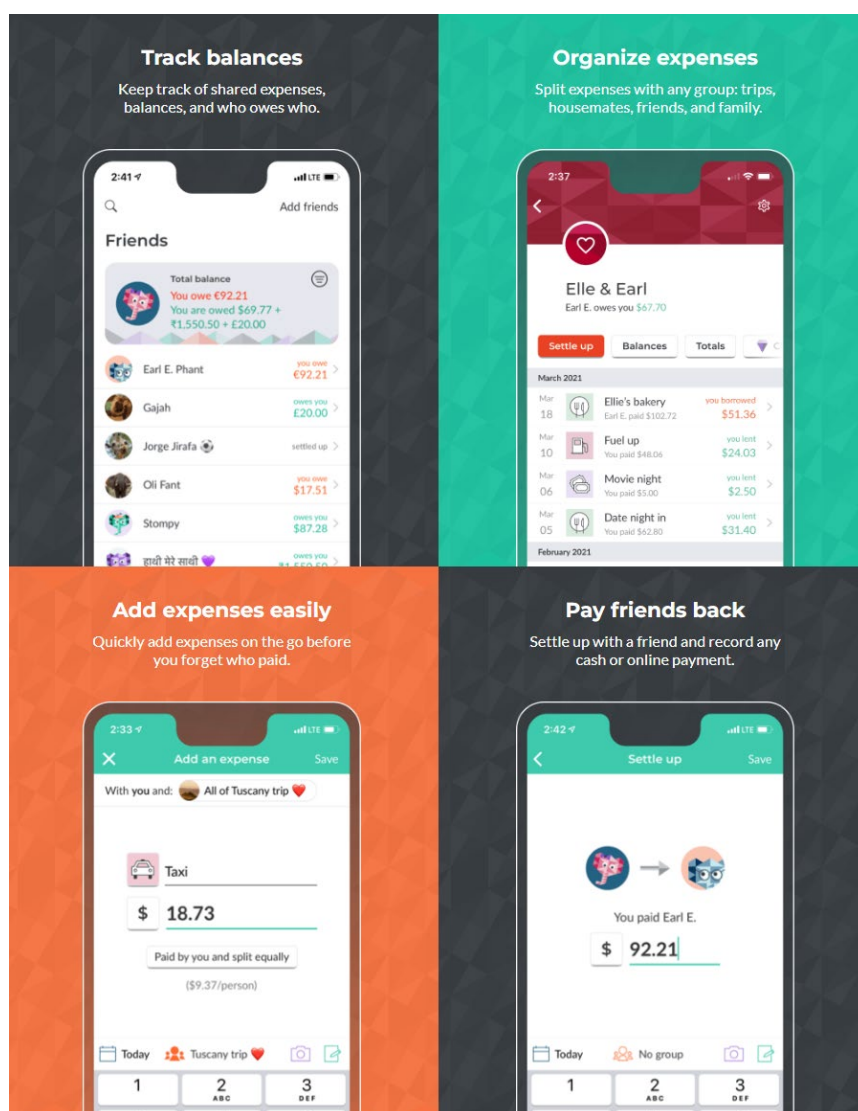 Track balances
Keep track of shared expenses,
balances, and who owes who.
2:41
LTE
Add friends
Friends
Total balance
You owe €92.21
You are owed $69.77 +
₹1,550.50 + £20.00
Earl E. Phant
you owe
€92.21
Gajah
owes you
£20.00
Jorge Jirafa ⚽
settled up
Oli Fant
you owe
$17.51
Stompy
owes you
$87.28
हाथी मेरे साथी 💜
owes you
Organize expenses
Split expenses with any group: trips,
housemates, friends, and family.
2:37
Elle & Earl
Earl E. owes you $67.70
Settle up
Balances
Totals
March 2021
Mar
18
Ellie's bakery
Earl E. paid $102.72
you borrowed
$51.36
Mar
10
Fuel up
You paid $48.06
you lent
$24.03
Mar
06
Movie night
You paid $5.00
you lent
$2.50
Mar
05
Date night in
You paid $62.80
you lent
$31.40
February 2021
Add expenses easily
Quickly add expenses on the go before
you forget who paid.
2:33
LTE
Add an expense
Save
With you and: All of Tuscany trip ❤️
Taxi
$ 18.73
Paid by you and split equally
($9.37/person)
Today
Tuscany trip ❤️
1
2
ABC
3
DEF
Pay friends back
Settle up with a friend and record any
cash or online payment.
2:42
LTE
Settle up
Save
You paid Earl E.
$ 92.21
Today
No group
1
2
ABC
3
DEF